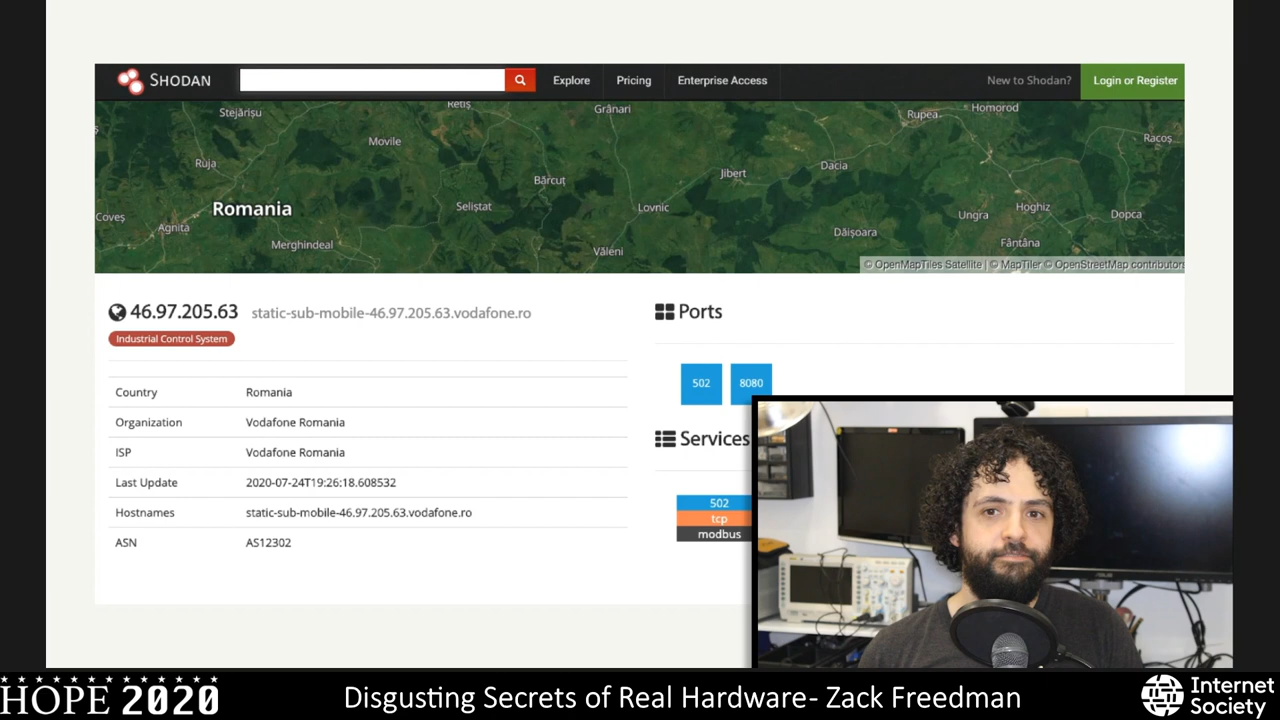 SHODAN
Explore
Pricing
Enterprise Access
New to Shodan?
Login or Register
Stejărișu
Retiș
Grânari
Homorod
Rupea
Movile
Racoș
Ruja
Dacia
Jibert
Bărcuț
Romania
Seliștat
Lovnic
Hoghiz
Coveș
Ungra
Dopca
Agnita
Dăișoara
Merghindeal
Fântâna
Văleni
© OpenMapTiles Satellite | © MapTiler © OpenStreetMap contributors
46.97.205.63 static-sub-mobile-46.97.205.63.vodafone.ro
Industrial Control System
Country Romania
Organization Vodafone Romania
ISP Vodafone Romania
Last Update 2020-07-24T19:26:18.608532
Hostnames static-sub-mobile-46.97.205.63.vodafone.ro
ASN AS12302
Ports
502
8080
Services
502
tcp
modbus
ASUS
HOPE 2020
Disgusting Secrets of Real Hardware- Zack Freedman
Internet
Society